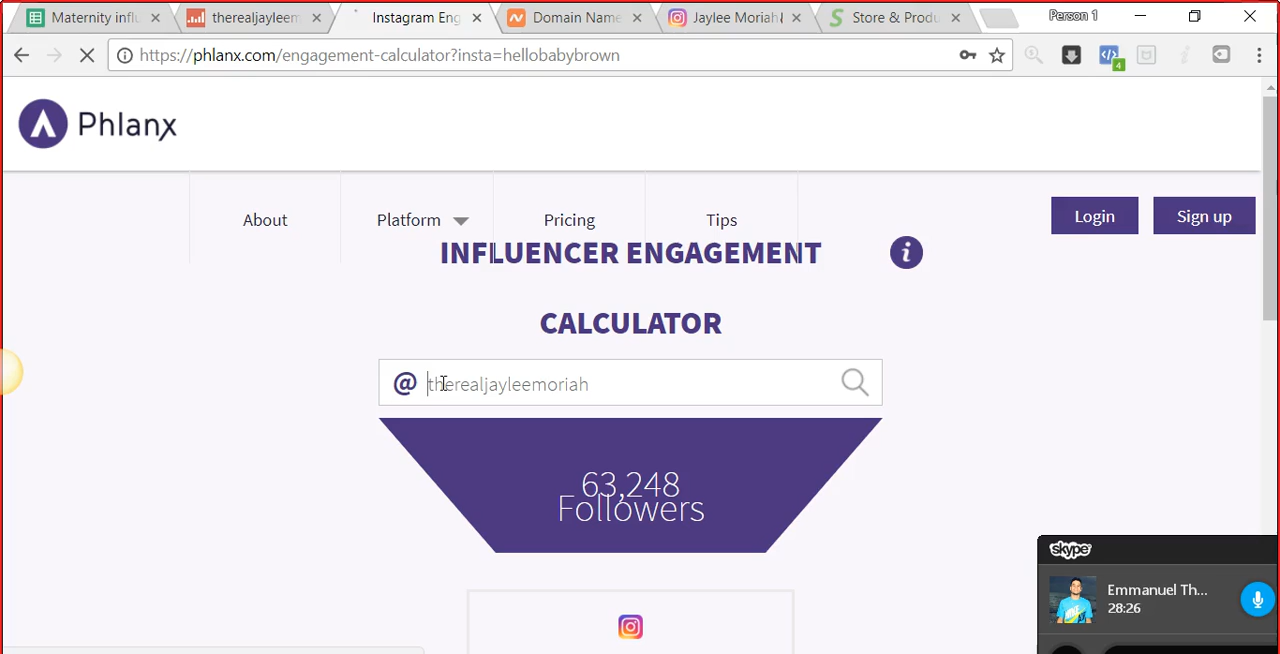 Maternity influ
therealjayleem
Instagram Eng
Domain Name
Jaylee Moriah
Store & Produ
Person 1
https://phlanx.com/engagement-calculator?insta=hellobabybrown
4
Phlanx
About
Platform
Pricing
Tips
Login
Sign up
INFLUENCER ENGAGEMENT
i
CALCULATOR
@ therealjayleemoriah
63,248
Followers
skype
Emmanuel Th...
28:26